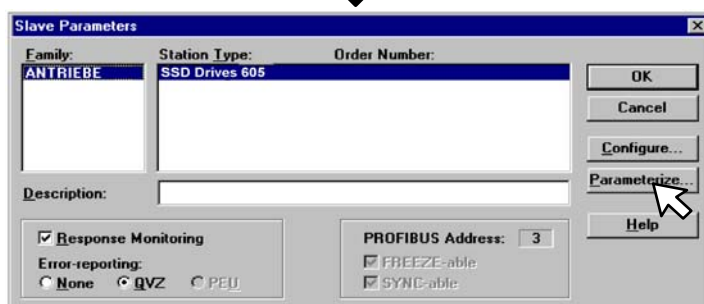 Slave Parameters
Family: Station Type: Order Number:
ANTRIEBE SSD Drives 605
OK
Cancel
Configure...
Parameterize...
Description:
Help
Response Monitoring PROFIBUS Address: 3
Error-reporting: FREEZE-able
None QVZ PEU SYNC-able